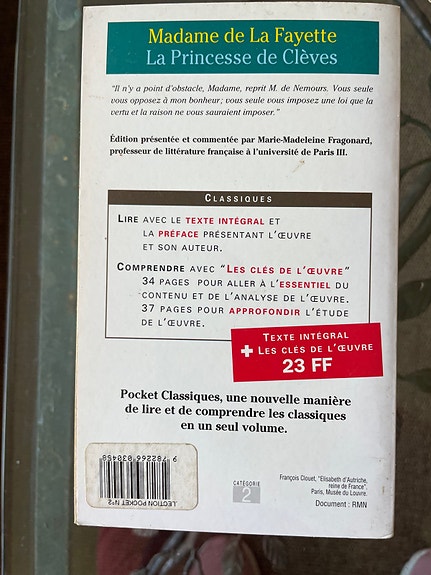 Madame de La Fayette
La Princesse de Clèves
"Il n'y a point d'obstacle, Madame, reprit M. de Nemours. Vous seule
vous opposez à mon bonheur; vous seule vous imposez une loi que la
vertu et la raison ne vous sauraient imposer."
Édition présentée et commentée par Marie-Madeleine Fragonard,
professeur de littérature française à l'université de Paris III.
CLASSIQUES
LIRE AVEC LE TEXTE INTÉGRAL ET
LA PRÉFACE PRÉSENTANT L'ŒUVRE
ET SON AUTEUR.
COMPRENDRE AVEC "LES CLÉS DE L'ŒUVRE"
34 PAGES POUR ALLER À L'ESSENTIEL DU
CONTENU ET DE L'ANALYSE DE L'ŒUVRE.
37 PAGES POUR APPROFONDIR L'ÉTUDE
DE L'ŒUVRE.
TEXTE INTÉGRAL
+ LES CLÉS DE L'ŒUVRE
23 FF
Pocket Classiques, une nouvelle manière
de lire et de comprendre les classiques
en un seul volume.
9 782266 030458
LLECTION POCKET N°2
CATÉGORIE
2
François Clouet, "Elisabeth d'Autriche,
reine de France".
Paris, Musée du Louvre.
Document : RMN